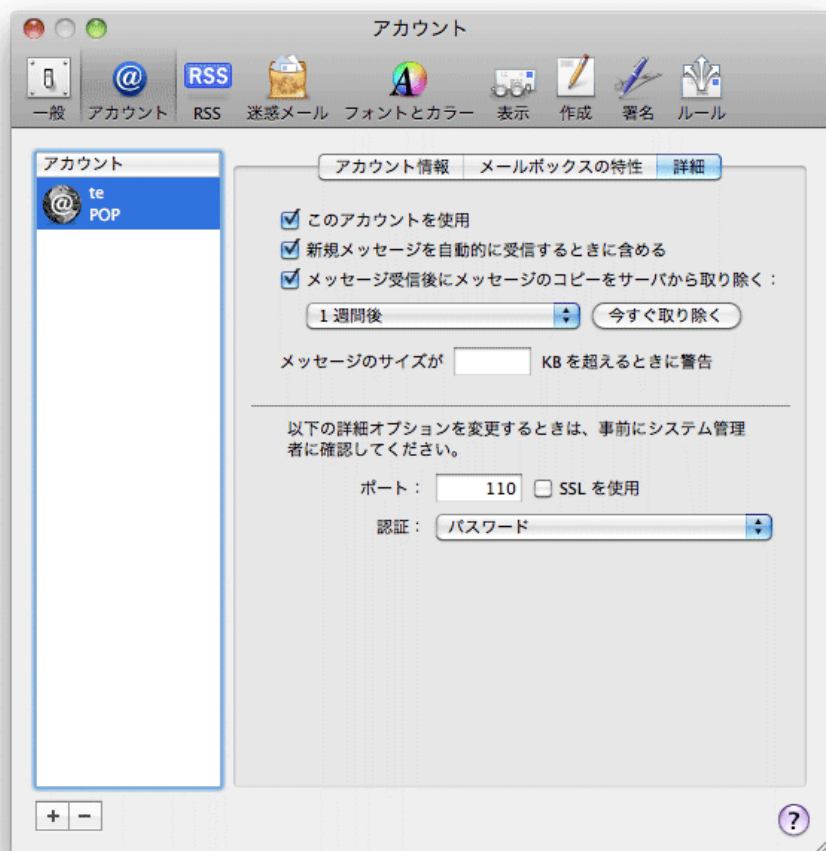 アカウント
RSS
一般 アカウント RSS 迷惑メール フォントとカラー 表示 作成 署名 ルール
アカウント
te
POP
アカウント情報 メールボックスの特性 詳細
このアカウントを使用
新規メッセージを自動的に受信するときに含める
メッセージ受信後にメッセージのコピーをサーバから取り除く：
1 週間後 今すぐ取り除く
メッセージのサイズが KB を超えるときに警告
以下の詳細オプションを変更するときは、事前にシステム管理
者に確認してください。
ポート： 110 SSL を使用
認証： パスワード